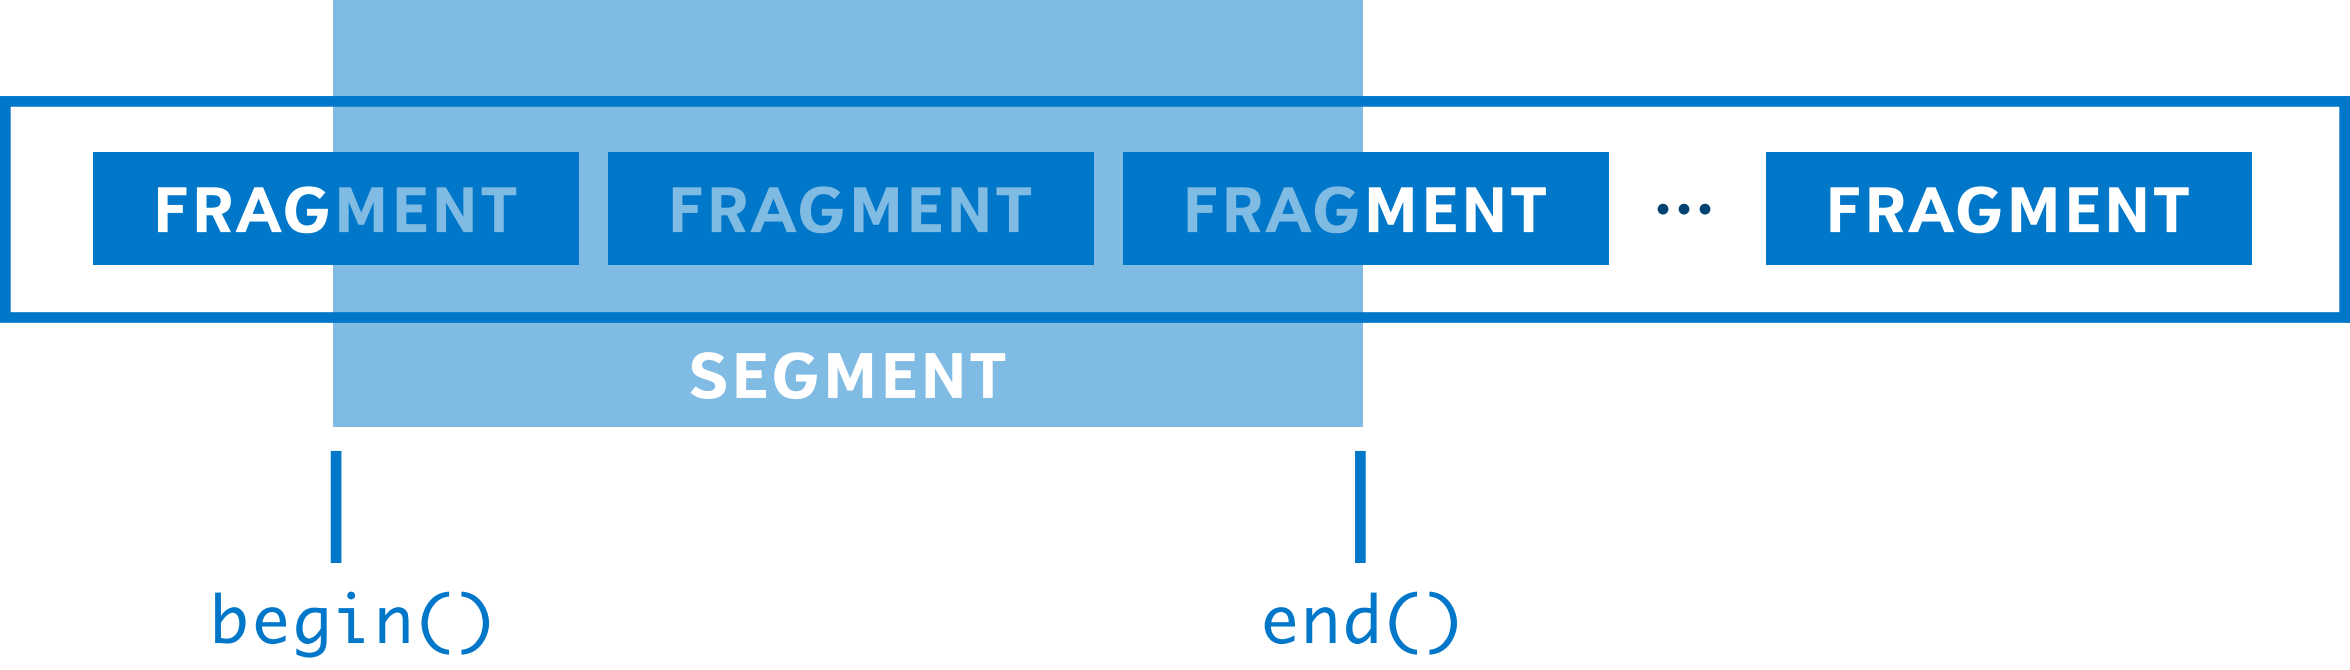 FRAGMENT FRAGMENT FRAGMENT ... FRAGMENT
SEGMENT
begin() end()